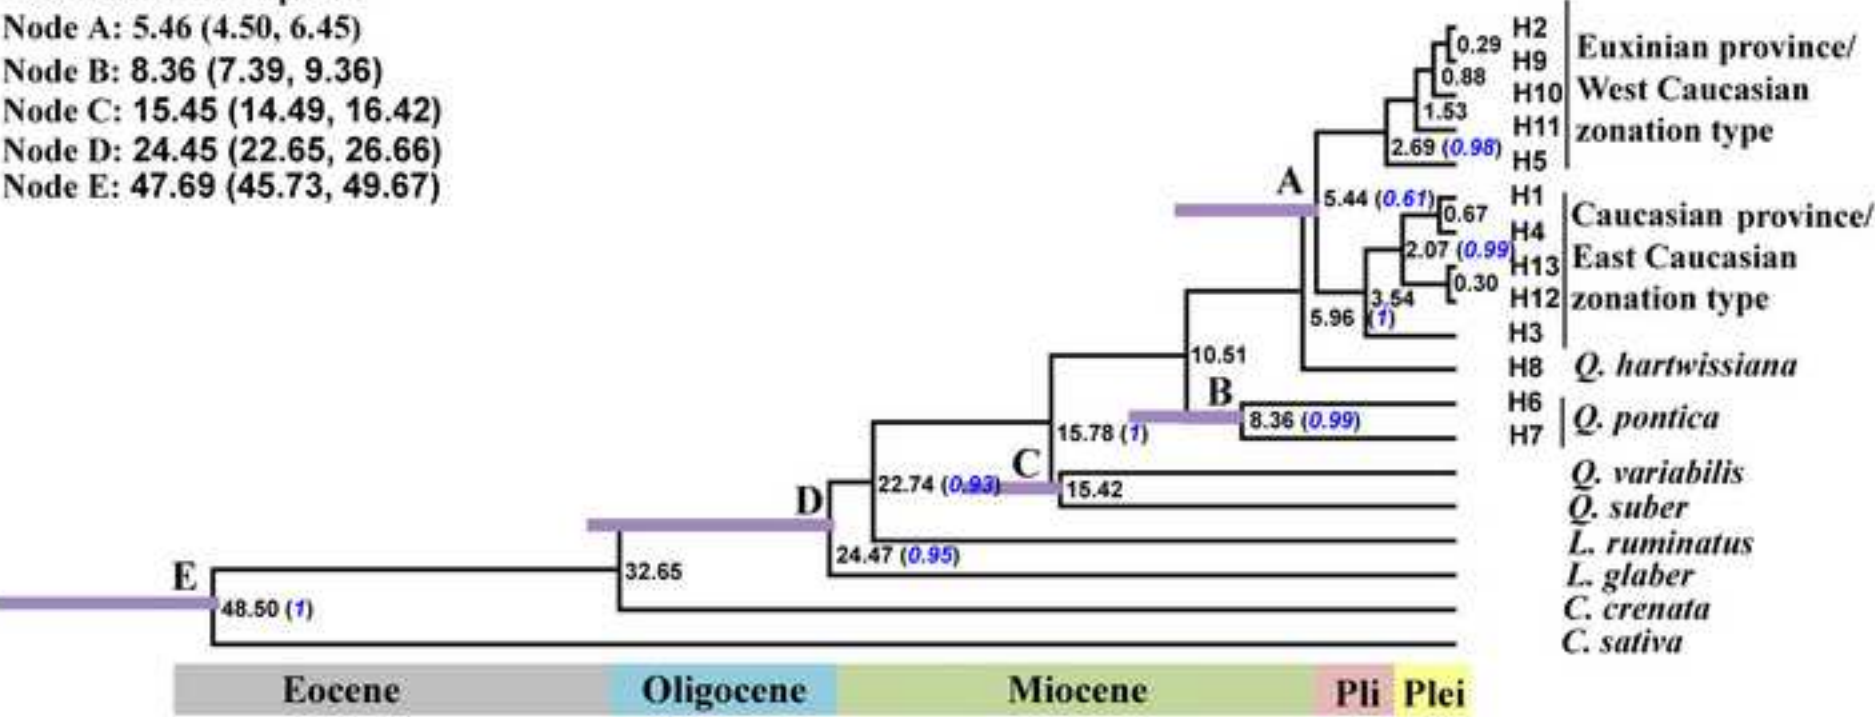 Node A: 5.46 (4.50, 6.45)
Node B: 8.36 (7.39, 9.36)
Node C: 15.45 (14.49, 16.42)
Node D: 24.45 (22.65, 26.66)
Node E: 47.69 (45.73, 49.67)
H2
0.29
H9
0.88
H10
1.53
H11
2.69 (0.98)
H5
Euxinian province/
West Caucasian
zonation type
A
5.44 (0.61)
H1
0.67
H4
2.07 (0.99)
H13
0.30
H12
3.54
(1)
5.96
H3
Caucasian province/
East Caucasian
zonation type
10.51
H8
Q. hartwissiana
B
H6
8.36 (0.99)
H7
Q. pontica
15.78 (1)
C
Q. variabilis
15.42
Q. suber
22.74 (0.93)
D
L. ruminatus
24.47 (0.95)
L. glaber
32.65
E
C. crenata
48.50 (1)
C. sativa
Eocene
Oligocene
Miocene
Pli
Plei